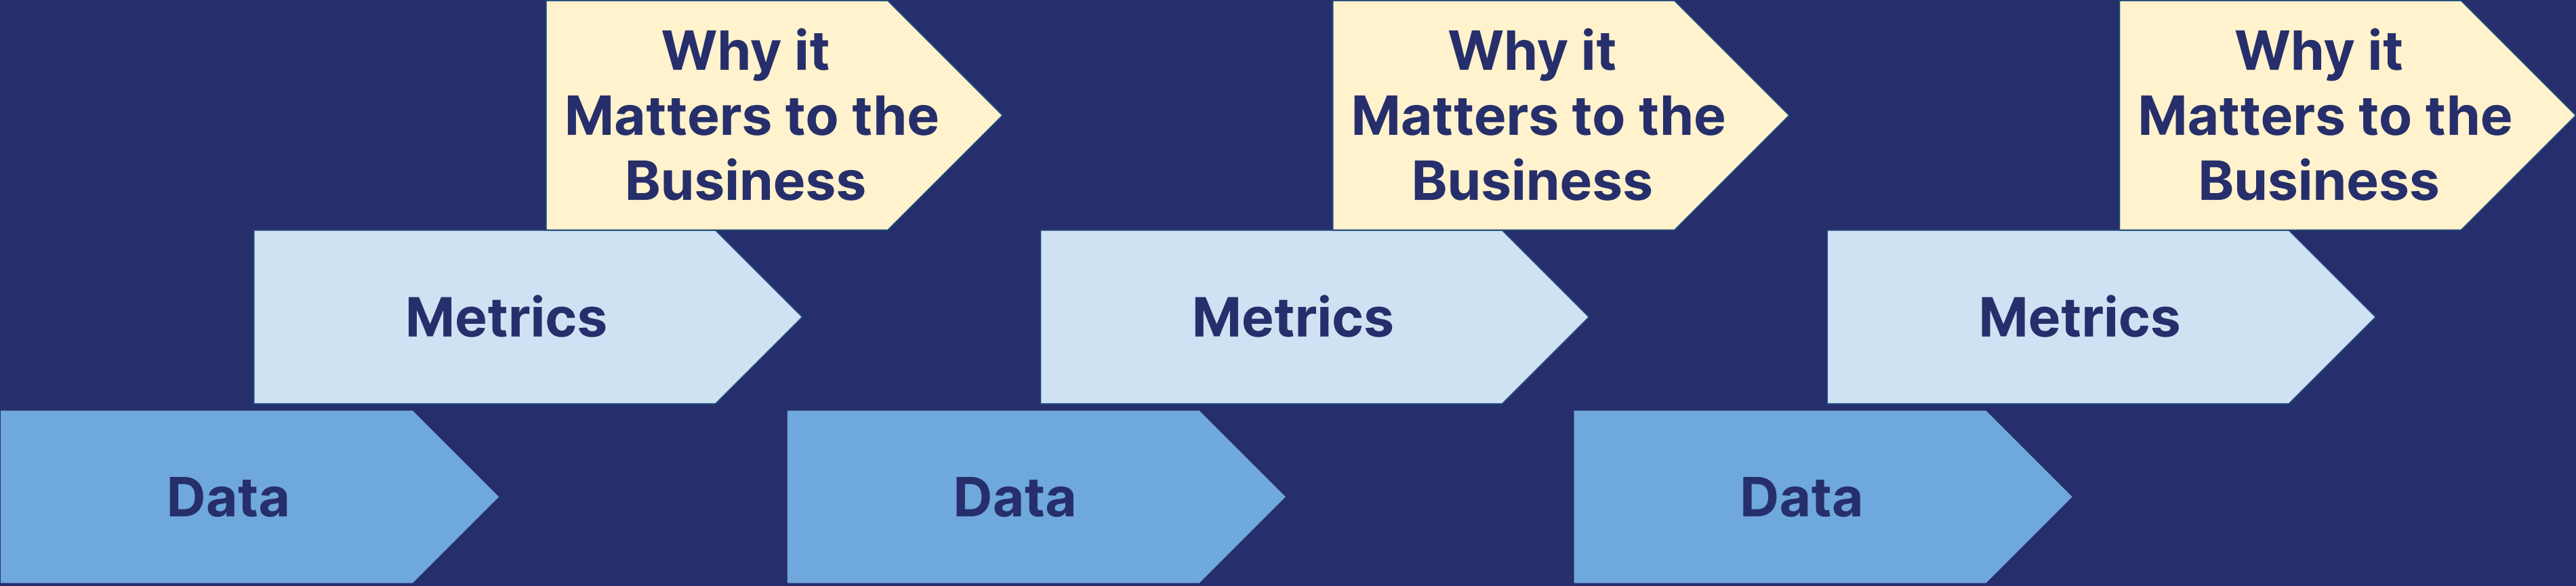 Why it
Matters to the
Business
Why it
Matters to the
Business
Why it
Matters to the
Business
Metrics
Metrics
Metrics
Data
Data
Data